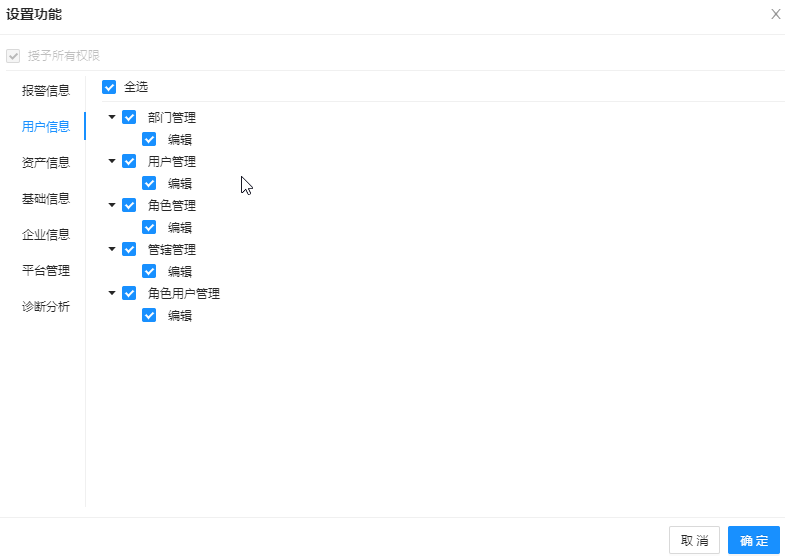 设置功能
授予所有权限
报警信息
用户信息
资产信息
基础信息
企业信息
平台管理
诊断分析
全选
部门管理
编辑
用户管理
编辑
角色管理
编辑
管辖管理
编辑
角色用户管理
编辑
取消
确定